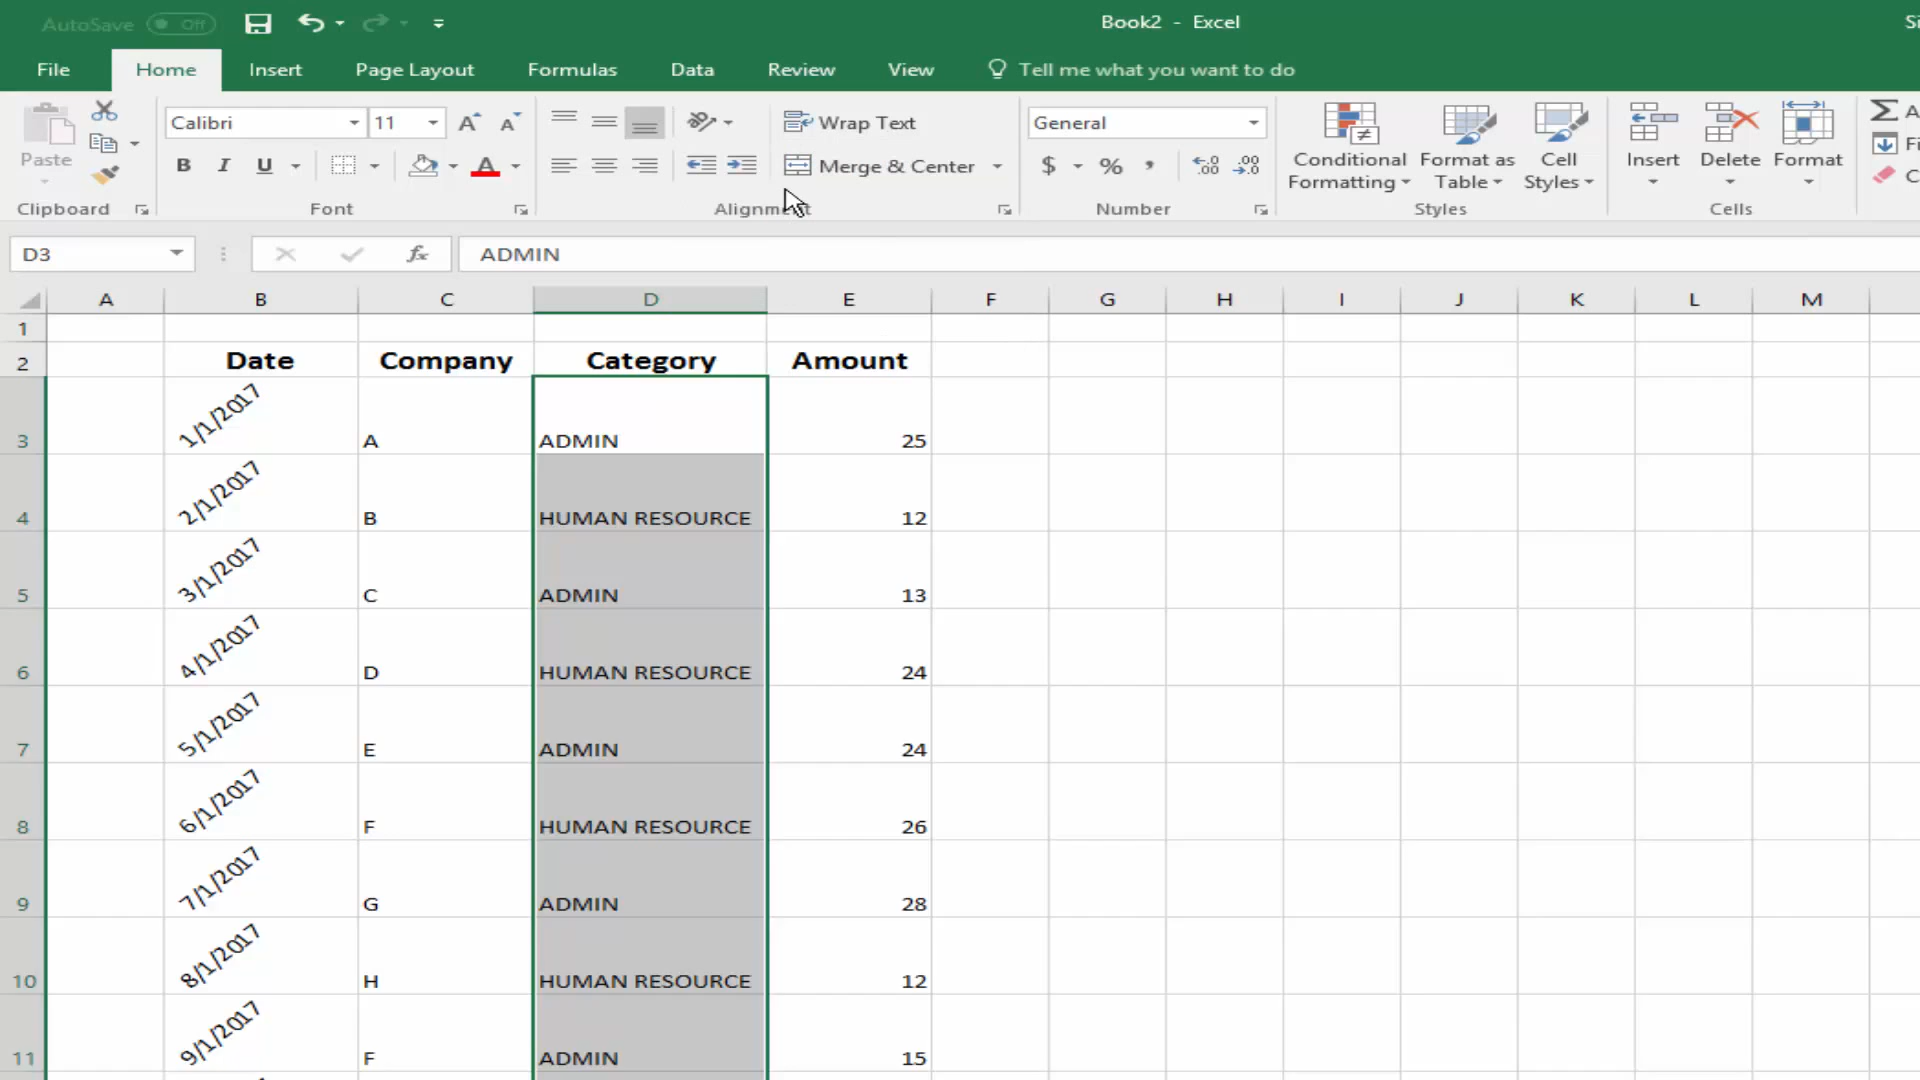 AutoSave Off
Book2 - Excel
Si
File Home Insert Page Layout Formulas Data Review View Tell me what you want to do
Paste
Clipboard
Calibri 11
B I U A
Font
Wrap Text
Merge & Center
Alignment
General
$ % ,
Number
Conditional Formatting
Format as Table
Cell Styles
Styles
Insert Delete Format
Cells
Σ A
Fi
C
D3 fx ADMIN
A B C D E F G H I J K L M
1
2 Date Company Category Amount
3 1/1/2017 A ADMIN 25
4 2/1/2017 B HUMAN RESOURCE 12
5 3/1/2017 C ADMIN 13
6 4/1/2017 D HUMAN RESOURCE 24
7 5/1/2017 E ADMIN 24
8 6/1/2017 F HUMAN RESOURCE 26
9 7/1/2017 G ADMIN 28
10 8/1/2017 H HUMAN RESOURCE 12
11 9/1/2017 F ADMIN 15